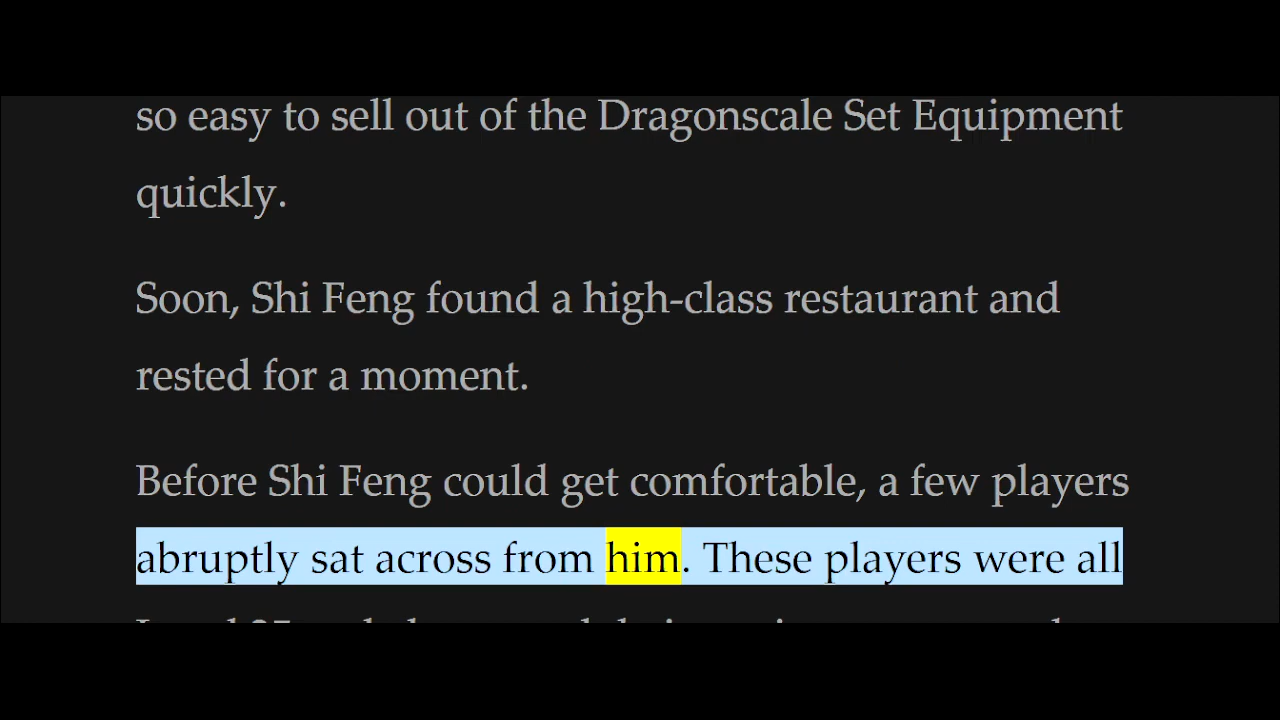 so easy to sell out of the Dragonscale Set Equipment
quickly.
Soon, Shi Feng found a high-class restaurant and
rested for a moment.
Before Shi Feng could get comfortable, a few players
abruptly sat across from him. These players were all